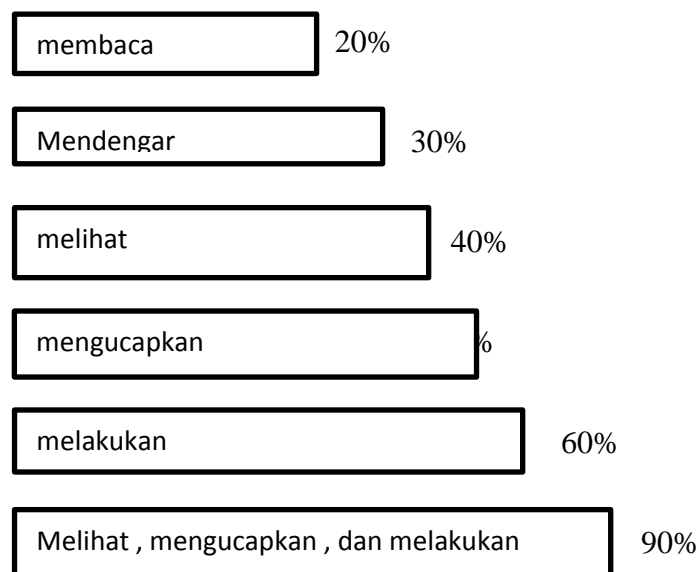 membaca 20%
Mendengar 30%
melihat 40%
mengucapkan %
melakukan 60%
Melihat , mengucapkan , dan melakukan 90%